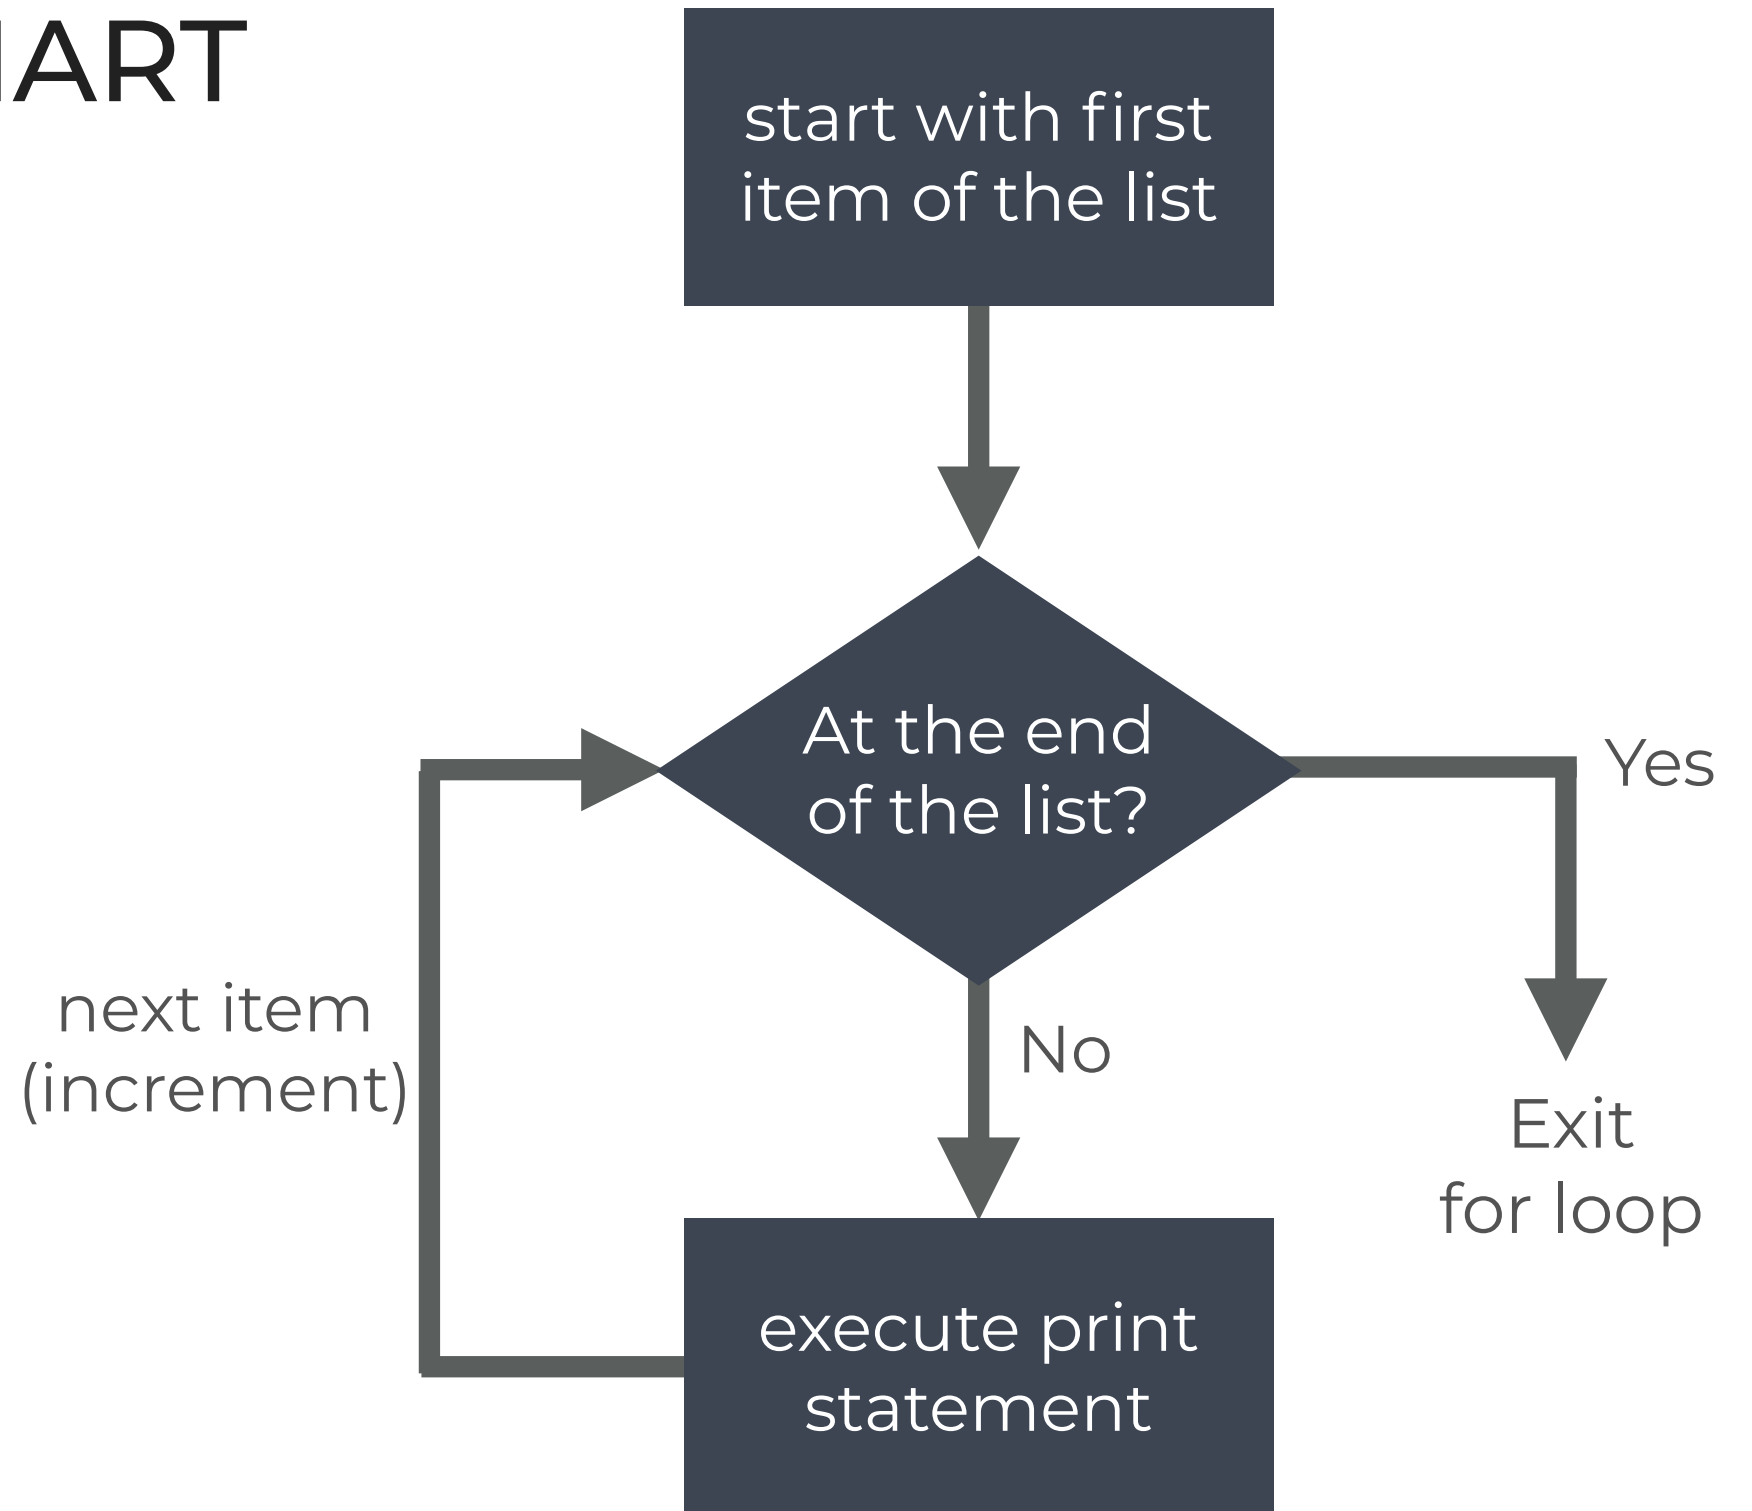 ART
start with first
item of the list
At the end
of the list?
Yes
No
next item
(increment)
Exit
for loop
execute print
statement